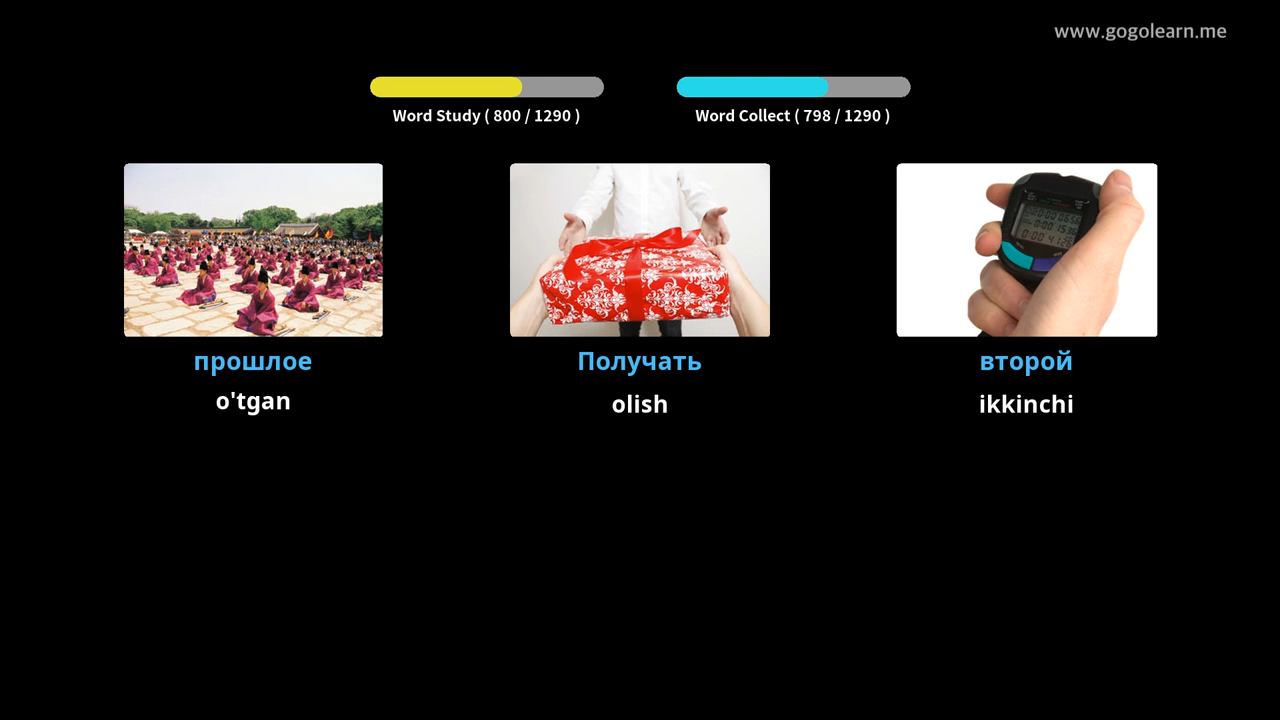 www.gogolearn.me
Word Study ( 800 / 1290 )
Word Collect ( 798 / 1290 )
прошлое
Получать
второй
o'tgan
olish
ikkinchi